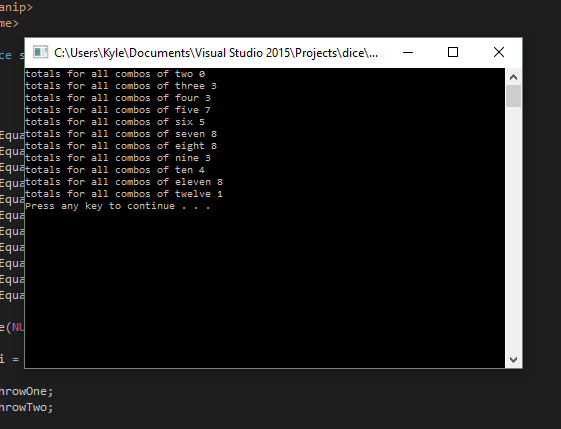 anip>
me>
C:\Users\Kyle\Documents\Visual Studio 2015\Projects\dice\...
ce s
totals for all combos of two 0
totals for all combos of three 3
totals for all combos of four 3
totals for all combos of five 7
totals for all combos of six 5
totals for all combos of seven 8
totals for all combos of eight 8
totals for all combos of nine 3
totals for all combos of ten 4
totals for all combos of eleven 8
totals for all combos of twelve 1
Press any key to continue . . .
Equa
Equa
Equa
Equa
Equa
Equa
Equa
Equa
Equa
Equa
Equa
e(NU
i =
hrowOne;
hrowTwo;